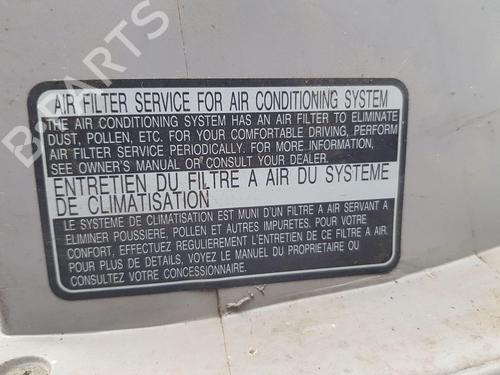 B-PARTS
AIR FILTER SERVICE FOR AIR CONDITIONING SYSTEM
THE AIR CONDITIONING SYSTEM HAS AN AIR FILTER TO ELIMINATE
DUST, POLLEN, ETC. FOR YOUR COMFORTABLE DRIVING, PERFORM
AIR FILTER SERVICE PERIODICALLY. FOR MORE INFORMATION,
SEE OWNER'S MANUAL OR CONSULT YOUR DEALER.
ENTRETIEN DU FILTRE A AIR DU SYSTEME
DE CLIMATISATION
LE SYSTEME DE CLIMATISATION EST MUNI D'UN FILTRE A AIR SERVANT A
ELIMINER POUSSIERE, POLLEN ET AUTRES IMPURETES, POUR VOTRE
CONFORT, EFFECTUEZ REGULIEREMENT L'ENTRETIEN DE CE FILTRE A AIR.
POUR PLUS DE DETAILS, VOYEZ LE MANUEL DU PROPRIETAIRE OU
CONSULTEZ VOTRE CONCESSIONNAIRE.